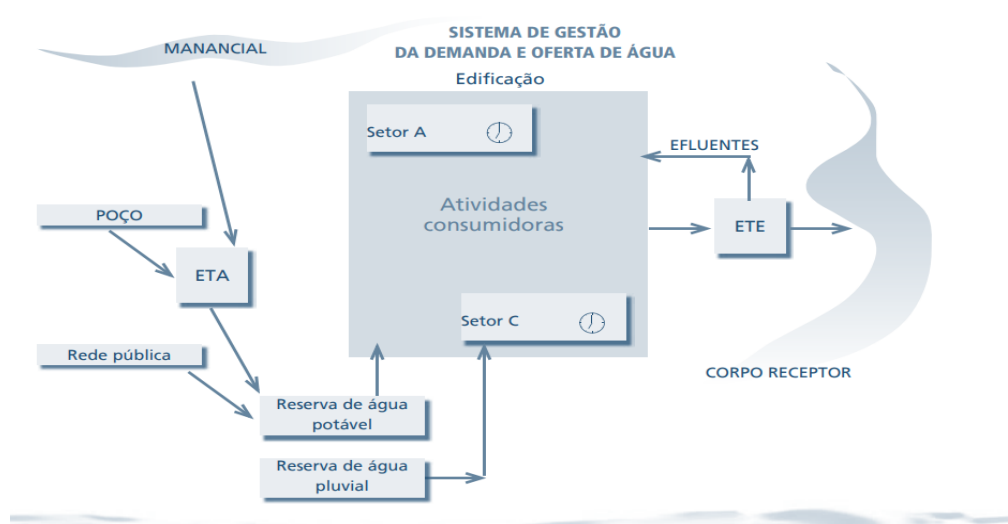 SISTEMA DE GESTÃO
DA DEMANDA E OFERTA DE ÁGUA
MANANCIAL
Edificação
Setor A
EFLUENTES
Atividades
consumidoras
POÇO
ETE
ETA
Setor C
Rede pública
CORPO RECEPTOR
Reserva de água
potável
Reserva de água
pluvial